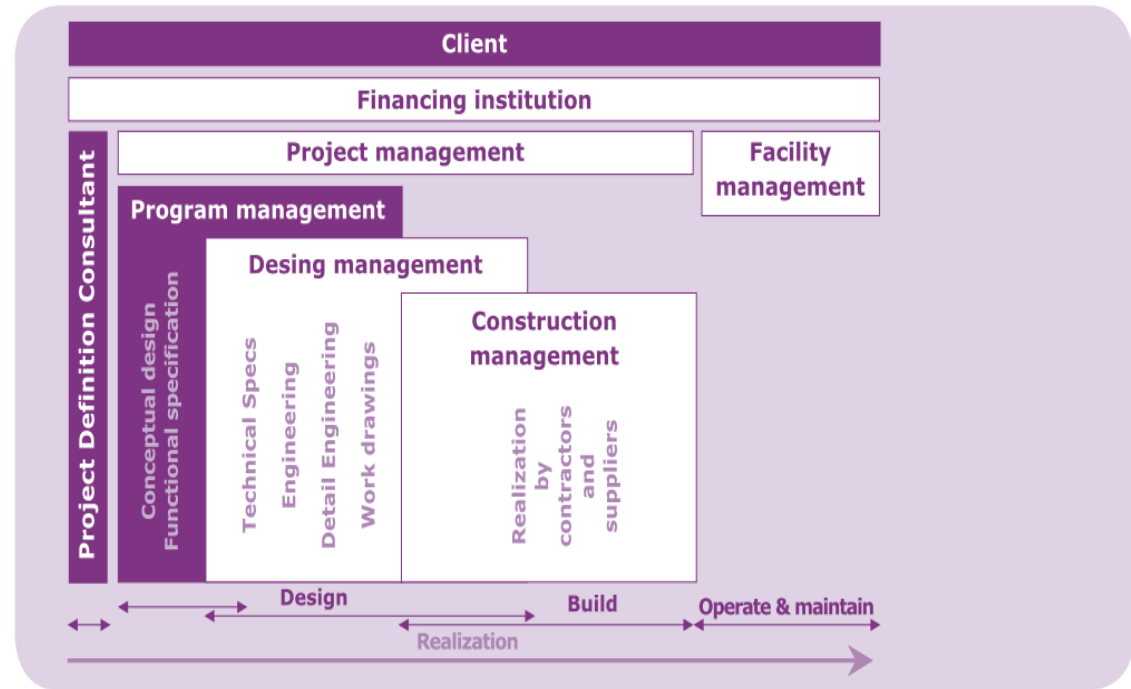 Client
Financing institution
Project Definition Consultant
Project management
Facility
management
Program management
Conceptual design
Functional specification
Desing management
Technical Specs
Engineering
Detail Engineering
Work drawings
Construction
management
Realization
by
contractors
and
suppliers
Design
Build
Operate & maintain
Realization